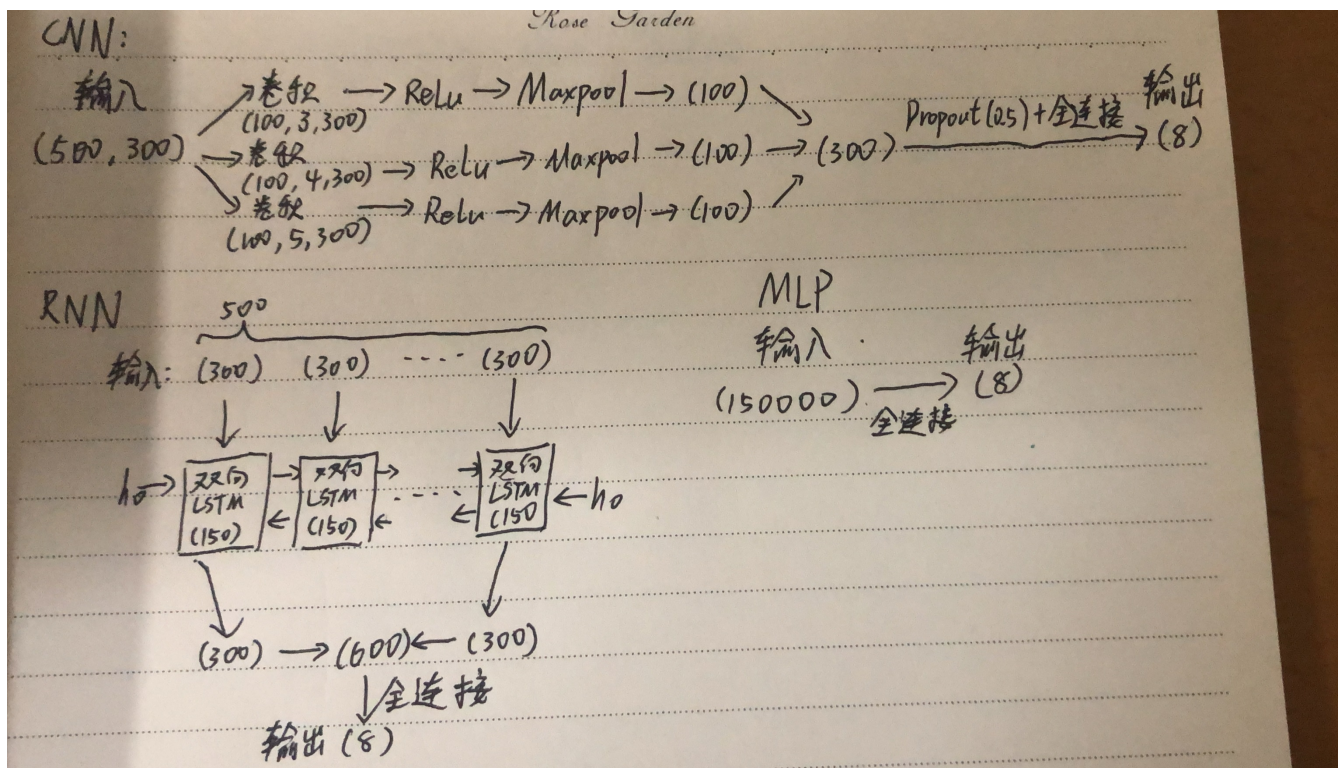 Rose Garden
CNN:
输入
(500, 300)
卷积 → ReLu → Maxpool → (100)
(100, 3, 300)
卷积
(100, 4, 300) → Relu → Maxpool → (100) → (300)
卷积 → Relu → Maxpool → (100)
(100, 5, 300)
Dropout (0.5) + 全连接
输出
(8)
RNN
500
输入: (300) (300) ···· (300)
h0 → 双向 LSTM (150) → 双向 LSTM (150) → ···· → 双向 LSTM (150 ← h0
(300) → (600) ← (300)
全连接
输出 (8)
MLP
输入 输出
(150000) → (8)
全连接